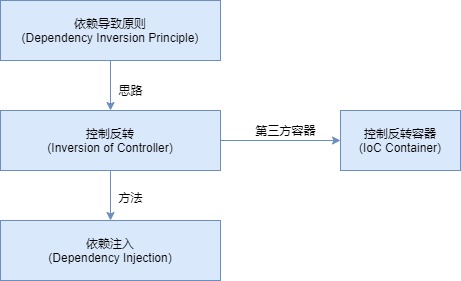 依赖导致原则
(Dependency Inversion Principle)
思路
控制反转
(Inversion of Controller)
第三方容器
控制反转容器
(IoC Container)
方法
依赖注入
(Dependency Injection)